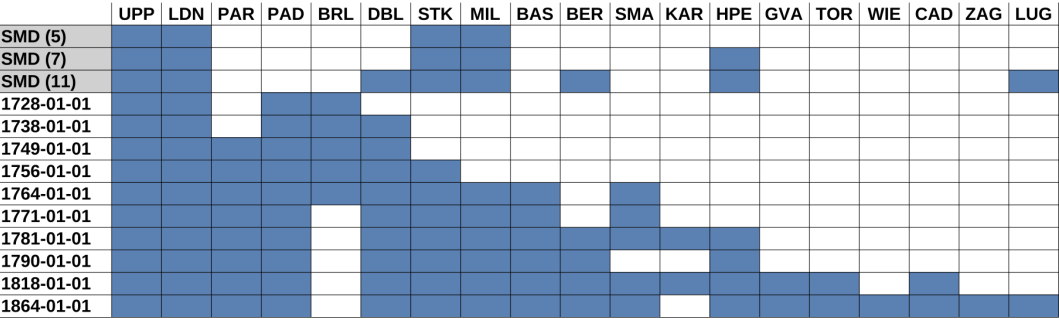 UPP LDN PAR PAD BRL DBL STK MIL BAS BER SMA KAR HPE GVA TOR WIE CAD ZAG LUG
SMD (5)
SMD (7)
SMD (11)
1728-01-01
1738-01-01
1749-01-01
1756-01-01
1764-01-01
1771-01-01
1781-01-01
1790-01-01
1818-01-01
1864-01-01